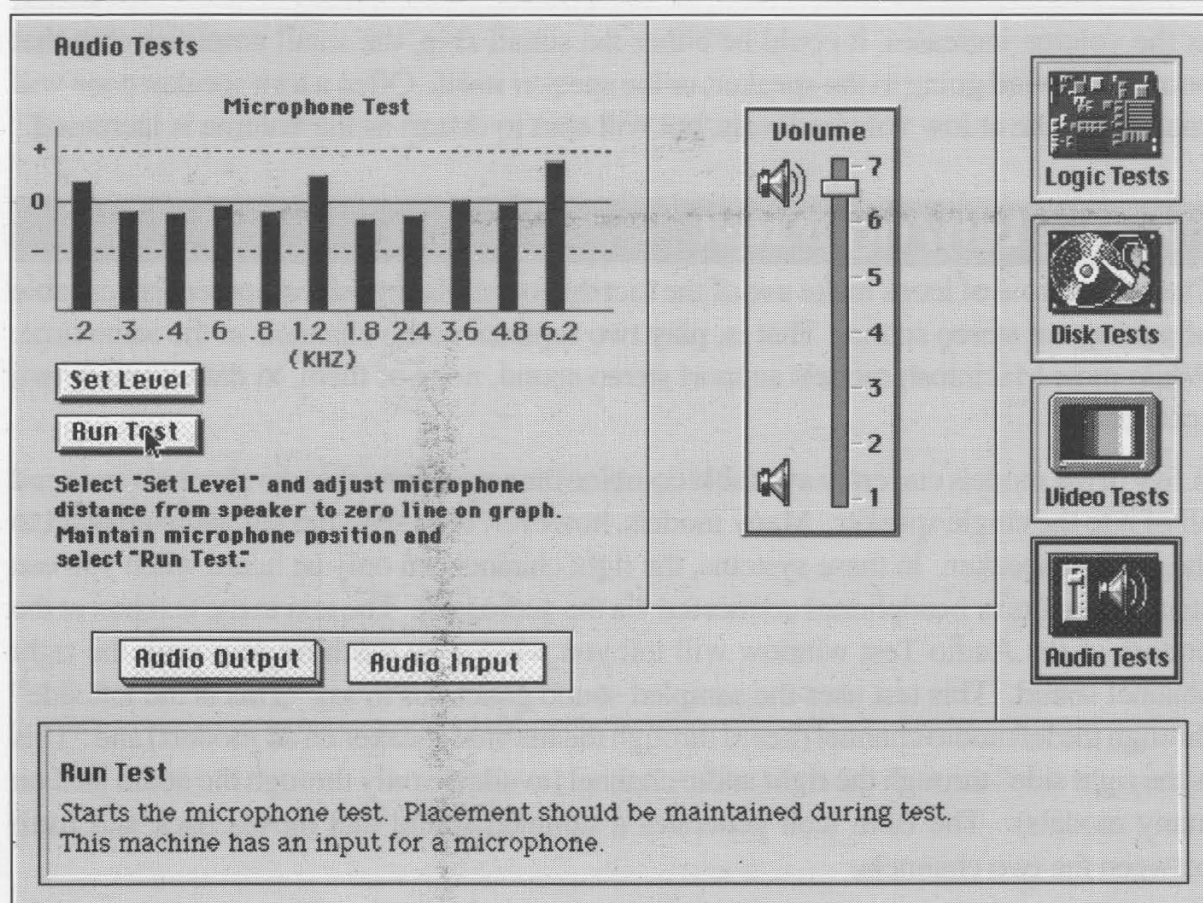 Audio Tests
Microphone Test
+
0
-
.2 .3 .4 .6 .8 1.2 1.8 2.4 3.6 4.8 6.2
(KHZ)
Set Level
Run Test
Select "Set Level" and adjust microphone
distance from speaker to zero line on graph.
Maintain microphone position and
select "Run Test".
Volume
7
6
5
4
3
2
1
Logic Tests
Disk Tests
Video Tests
Audio Tests
Audio Output
Audio Input
Run Test
Starts the microphone test. Placement should be maintained during test.
This machine has an input for a microphone.